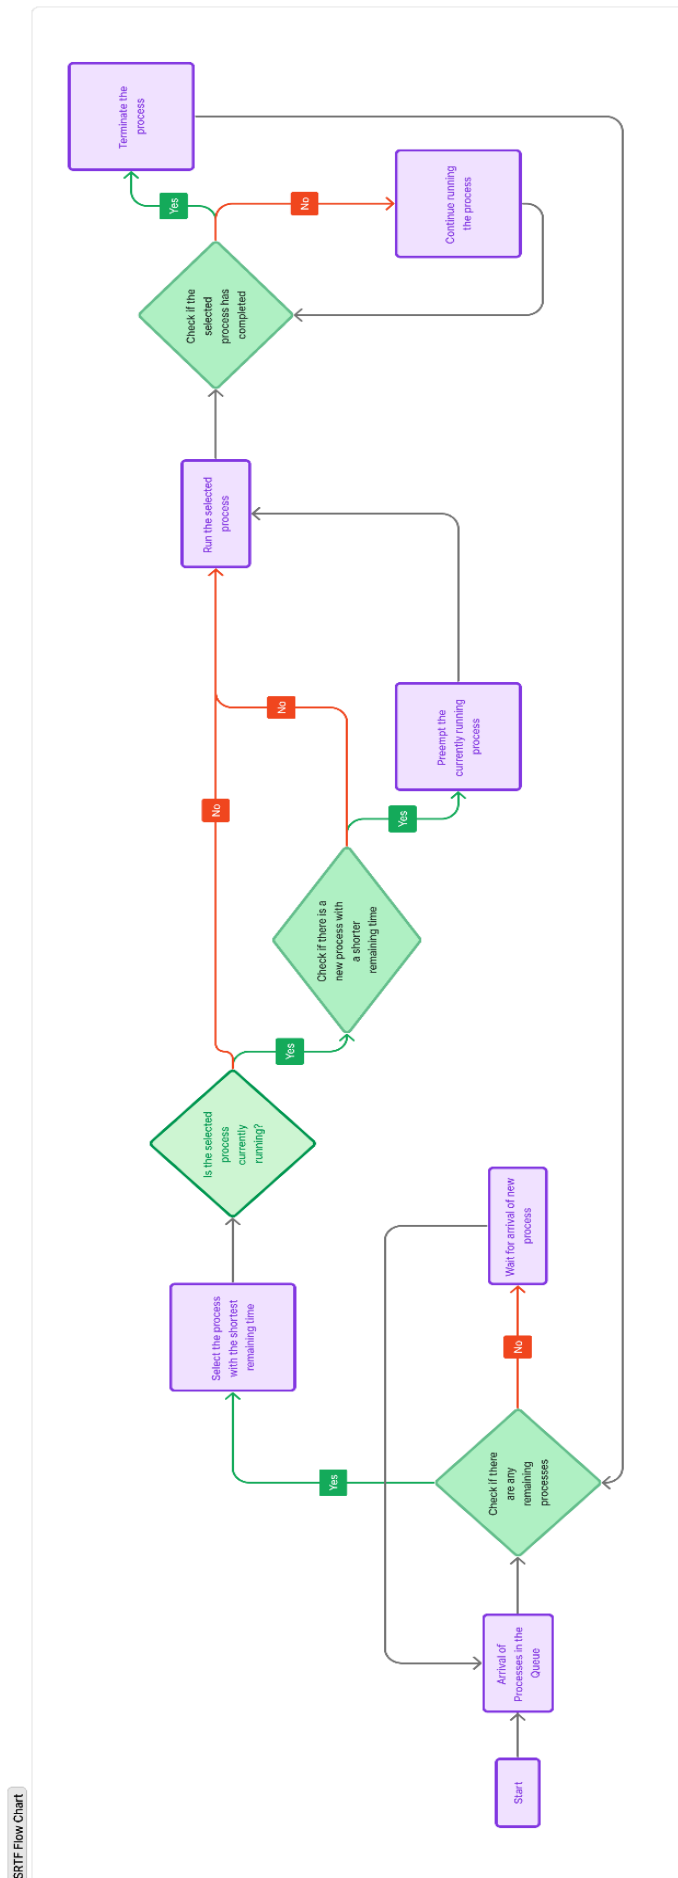 SRTF Flow Chart
Start
Arrival of
Processes in the
Queue
Check if there
are any
remaining
processes
No
Wait for arrival of new
process
Yes
Select the process
with the shortest
remaining time
Is the selected
process
currently
running?
Yes
No
Check if there is a
new process with
a shorter
remaining time
Yes
No
Preempt the
currently running
process
Run the selected
process
Check if the
selected
process has
completed
Yes
No
Terminate the
process
Continue running
the process